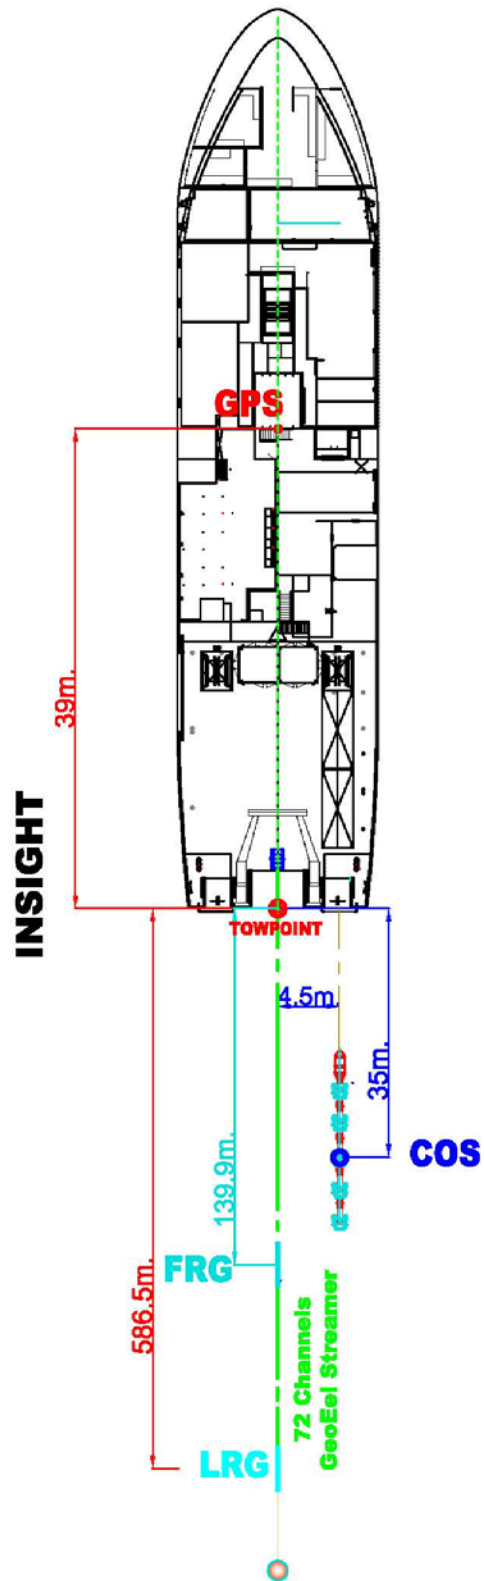 GPS
39m.
INSIGHT
TOWPOINT
4.5m.
35m.
COS
139.9m.
FRG
586.5m.
72 Channels
GeoEel Streamer
LRG